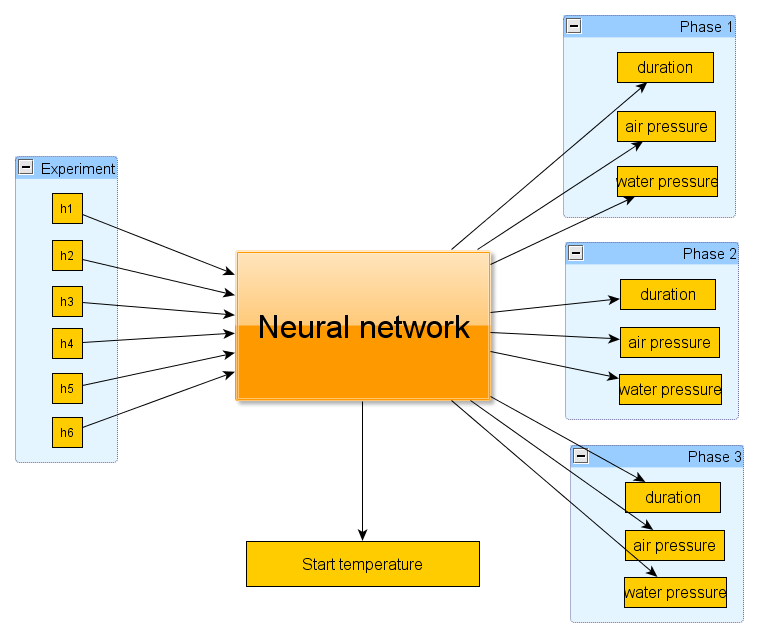 Experiment
h1
h2
h3
h4
h5
h6
Neural network
Start temperature
Phase 1
duration
air pressure
water pressure
Phase 2
duration
air pressure
water pressure
Phase 3
duration
air pressure
water pressure